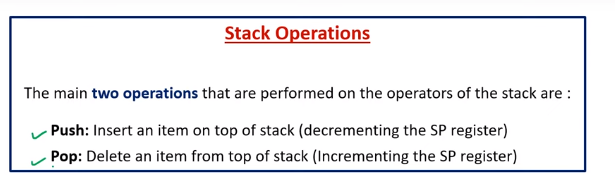 Stack Operations
The main two operations that are performed on the operators of the stack are :
Push: Insert an item on top of stack (decrementing the SP register)
Pop: Delete an item from top of stack (Incrementing the SP register)